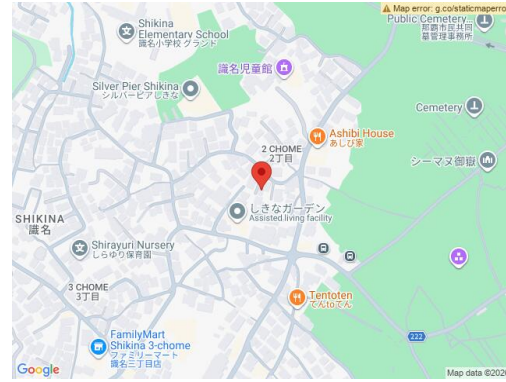 Map error: g.co/staticmaperro
Shikina
Elementary School
識名小学校 グランド
Public Cemetery
那覇市民共同
墓管理事務所
識名児童館
Silver Pier Shikina
シルバーピアしきな
Cemetery
Ashibi House
あしび家
2 CHOME
2丁目
シーマヌ御嶽
SHIKINA
識名
しきなガーデン
Assisted living facility
Shirayuri Nursery
しらゆり保育園
3 CHOME
3丁目
Tentoten
てんtoてん
222
FamilyMart
Shikina 3-chome
ファミリーマート
識名三丁目店
Google
Map data ©2026